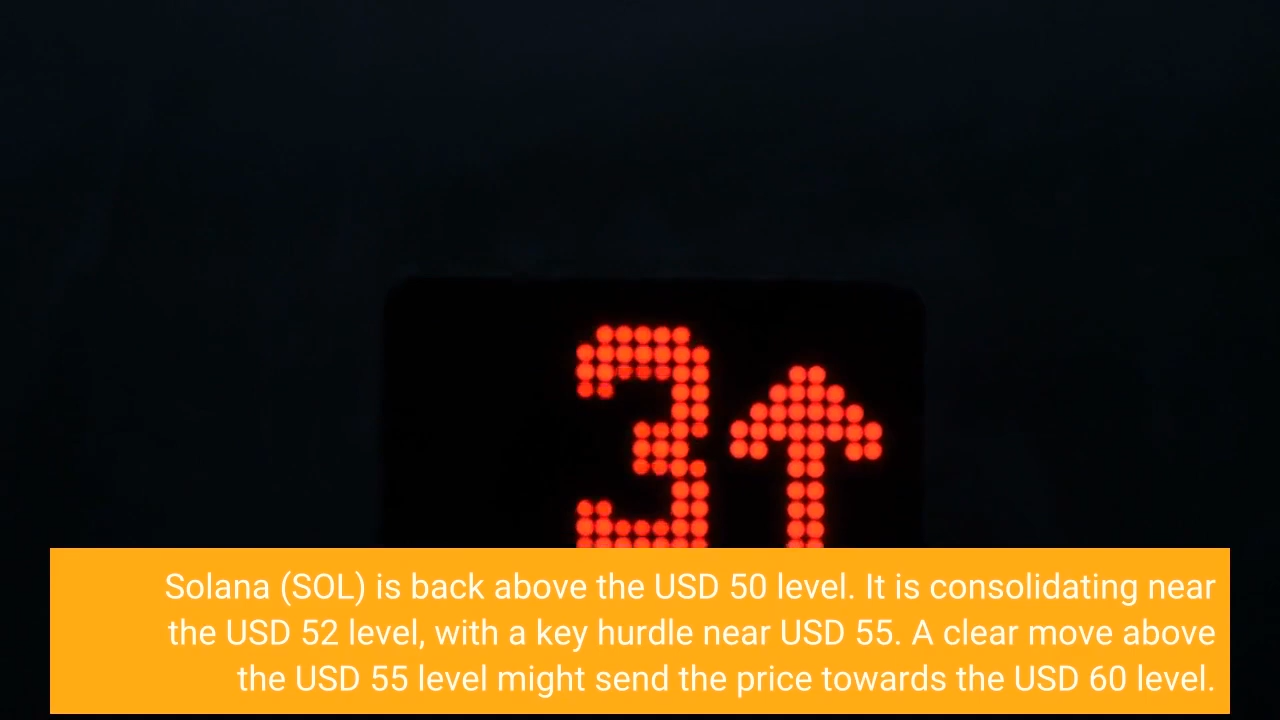 3↑
Solana (SOL) is back above the USD 50 level. It is consolidating near
the USD 52 level, with a key hurdle near USD 55. A clear move above
the USD 55 level might send the price towards the USD 60 level.